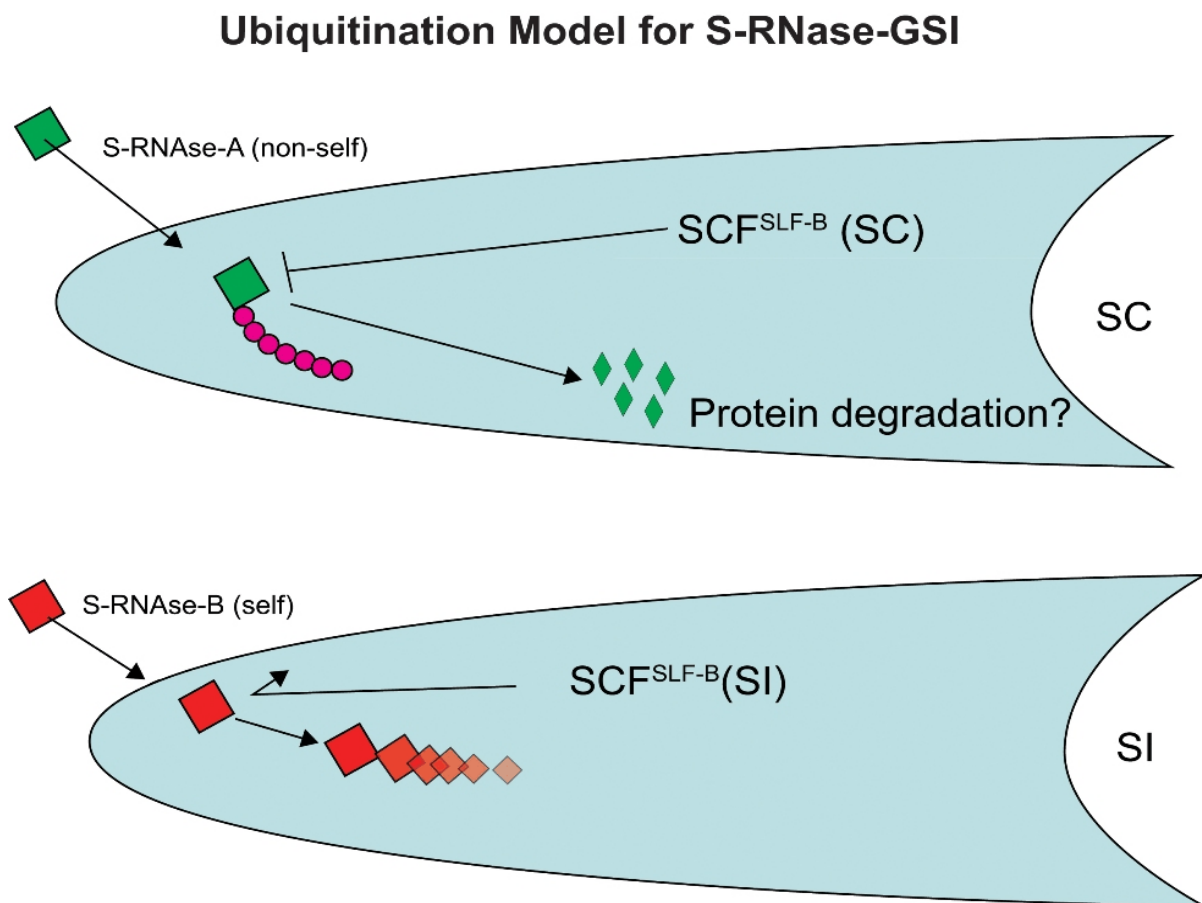 Ubiquitination Model for S-RNase-GSI
S-RNAse-A (non-self)
SCF^SLF-B (SC)
SC
Protein degradation?
S-RNAse-B (self)
SCF^SLF-B(SI)
SI